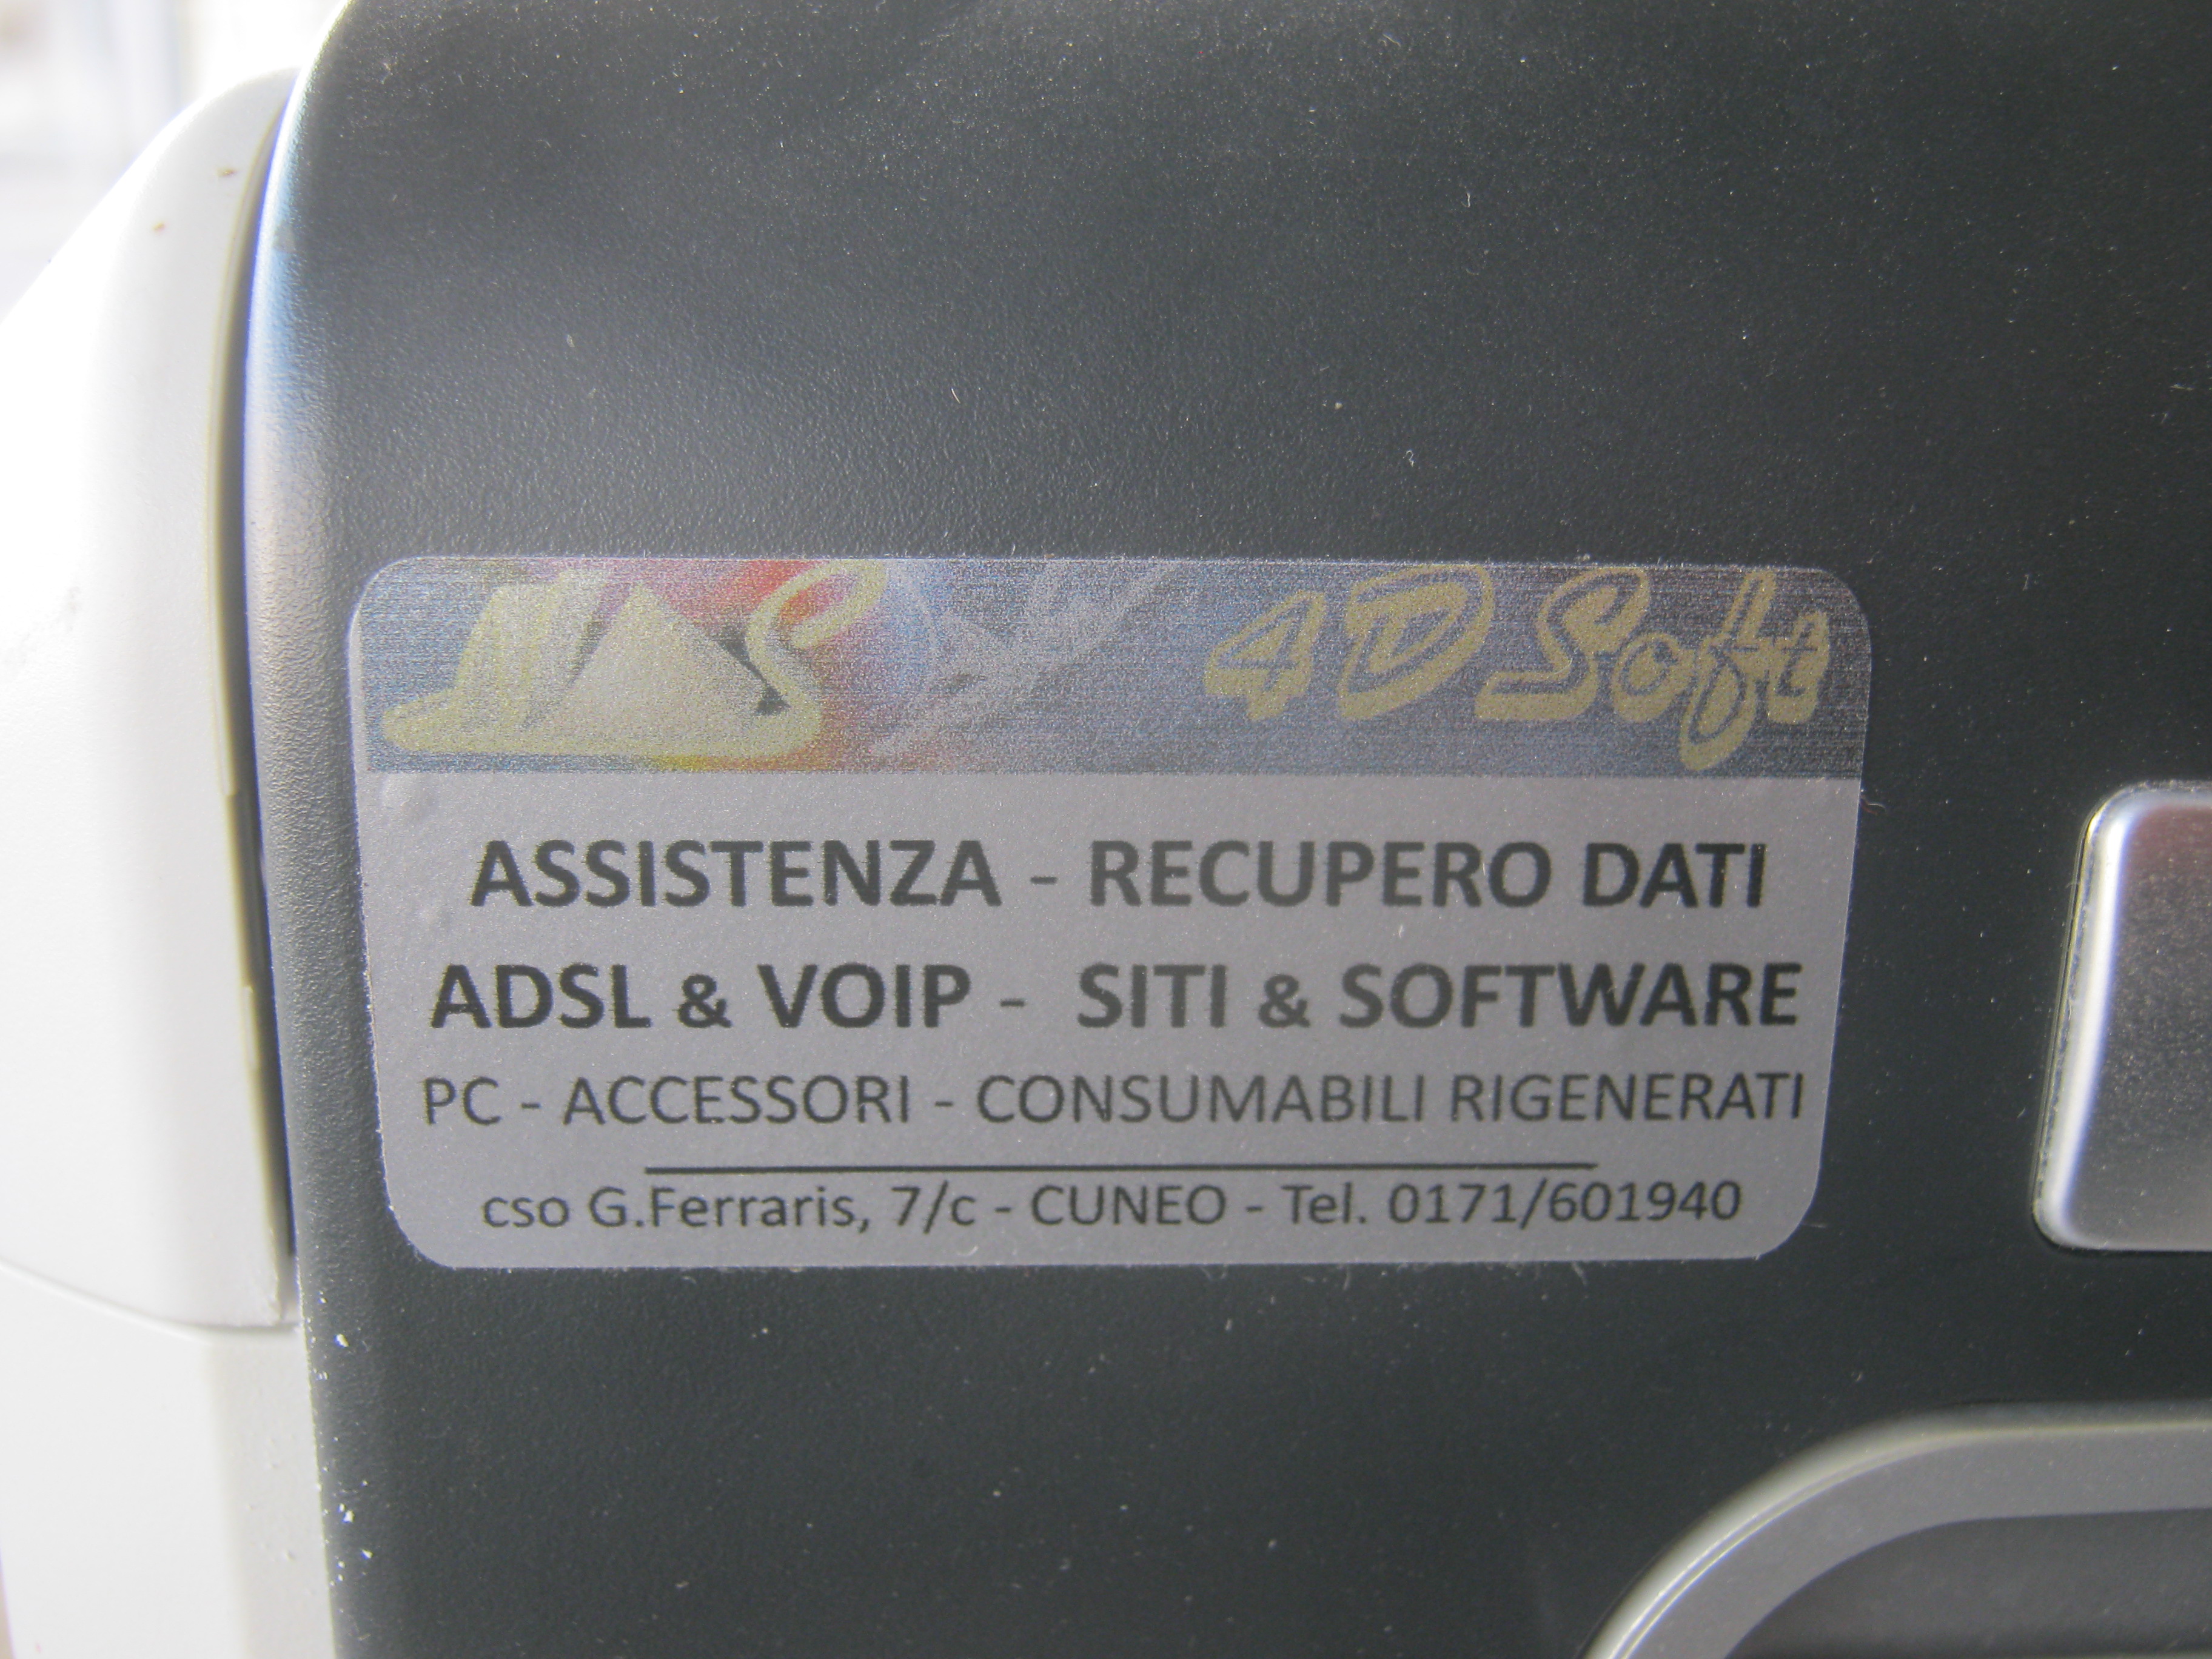 NAS 4D Soft
ASSISTENZA - RECUPERO DATI
ADSL & VOIP - SITI & SOFTWARE
PC - ACCESSORI - CONSUMABILI RIGENERATI
cso G.Ferraris, 7/c - CUNEO - Tel. 0171/601940